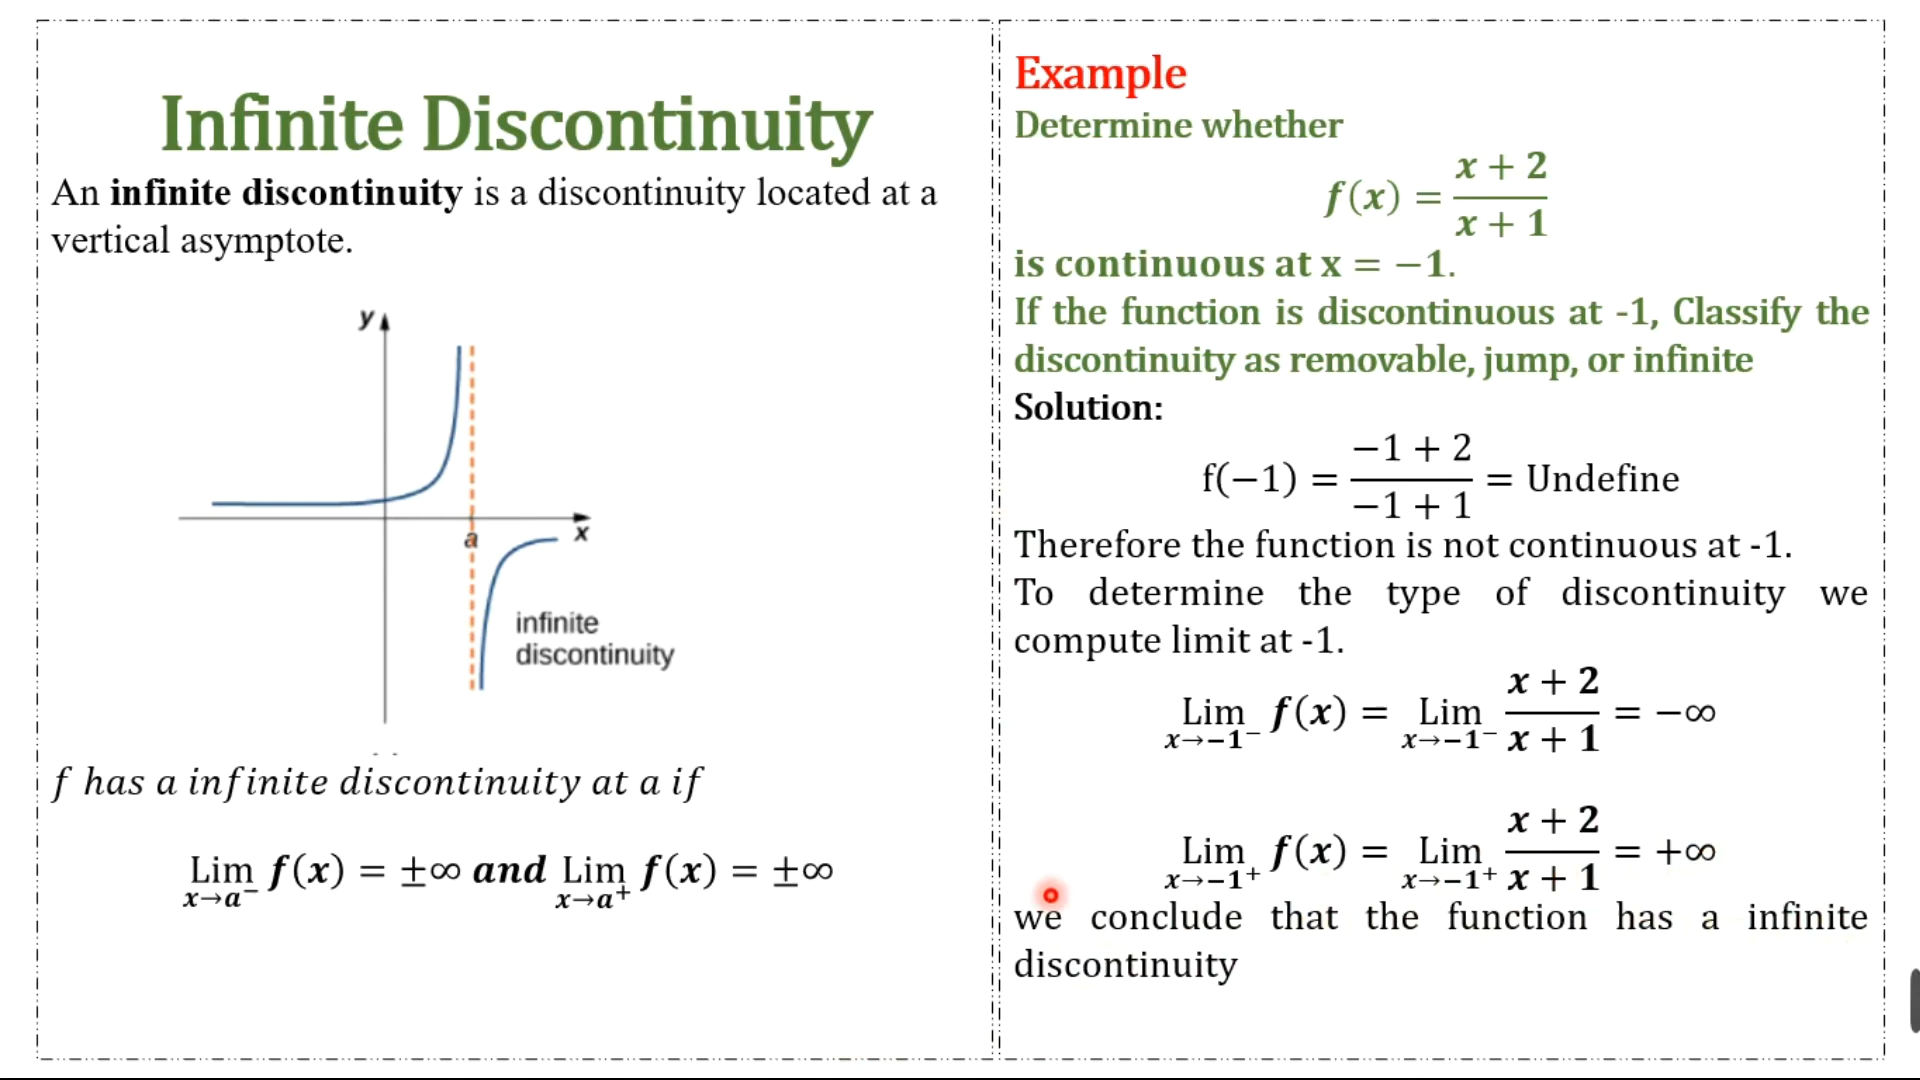 Infinite Discontinuity
An infinite discontinuity is a discontinuity located at a
vertical asymptote.
y
x
a
infinite
discontinuity
f has a infinite discontinuity at a if
Lim f(x) = ±∞ and Lim f(x) = ±∞
x→a⁻ x→a⁺
Example
Determine whether
f(x) = (x + 2)/(x + 1)
is continuous at x = −1.
If the function is discontinuous at -1, Classify the
discontinuity as removable, jump, or infinite
Solution:
f(−1) = (−1 + 2)/(−1 + 1) = Undefine
Therefore the function is not continuous at -1.
To determine the type of discontinuity we
compute limit at -1.
Lim f(x) = Lim (x + 2)/(x + 1) = −∞
x→−1⁻ x→−1⁻
Lim f(x) = Lim (x + 2)/(x + 1) = +∞
x→−1⁺ x→−1⁺
we conclude that the function has a infinite
discontinuity